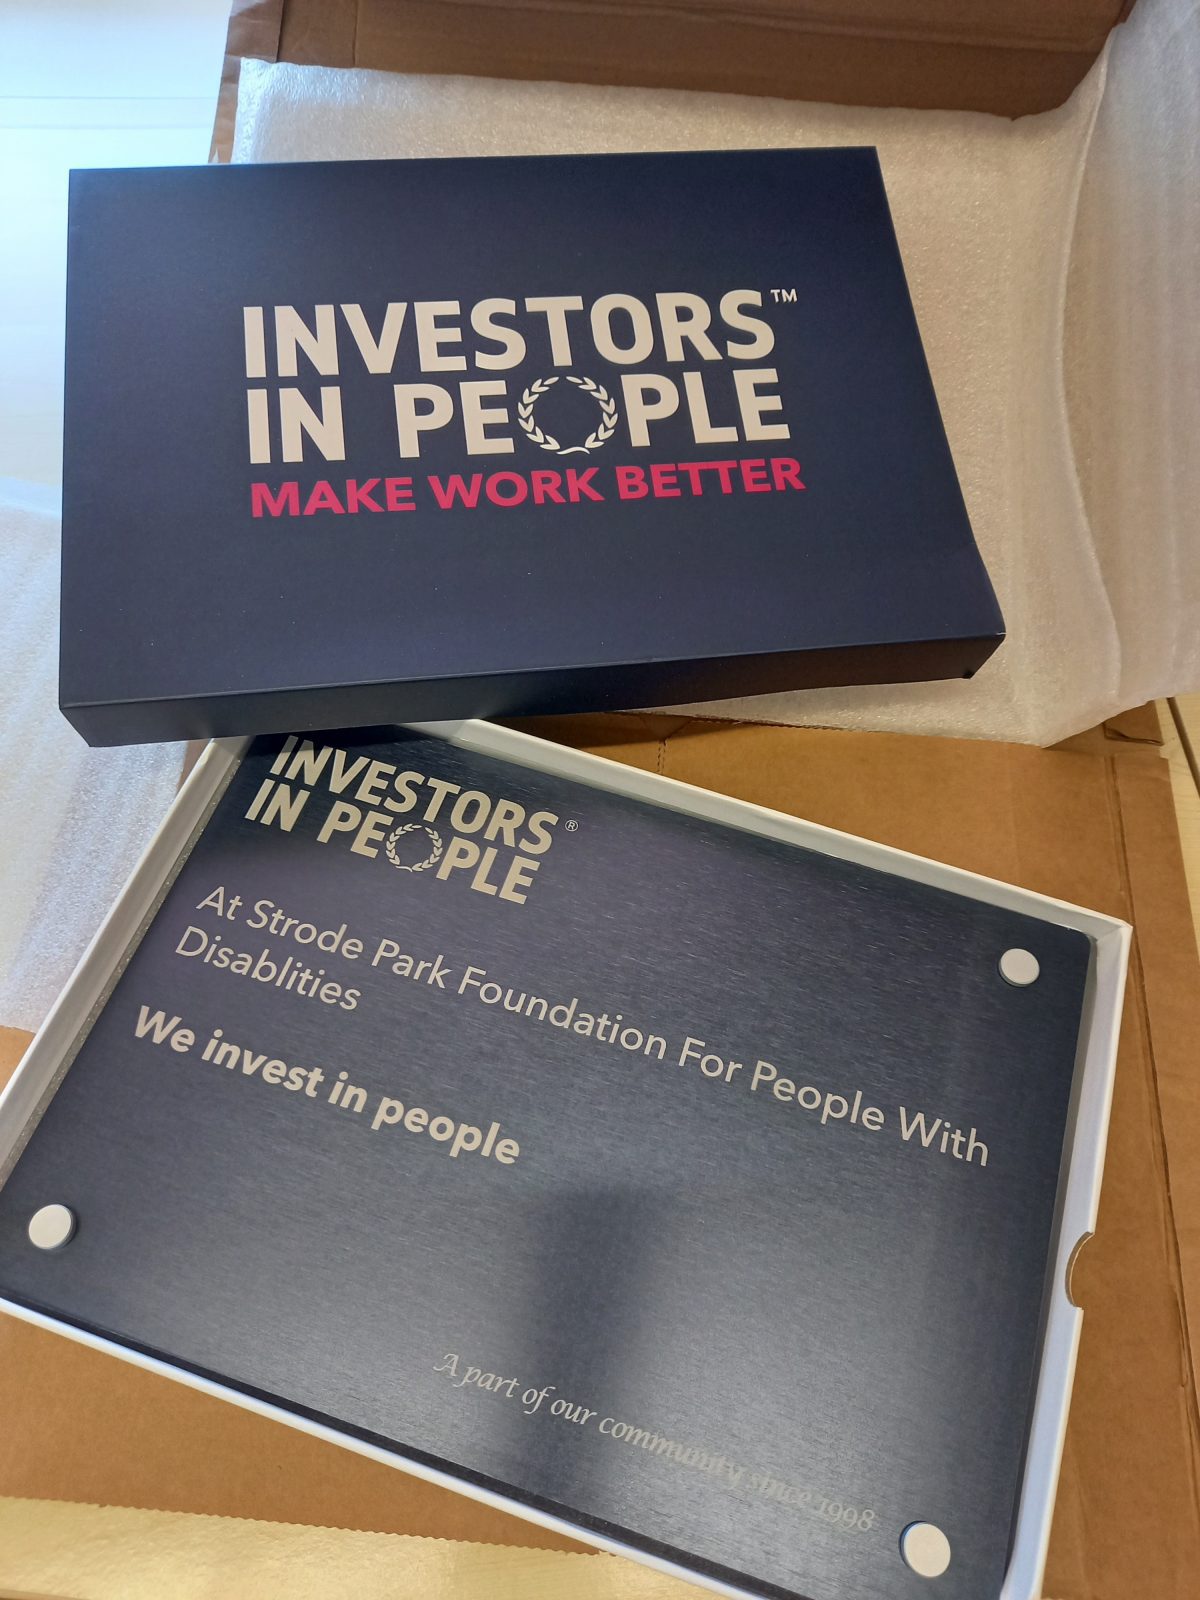 INVESTORS™
IN PEOPLE
MAKE WORK BETTER
INVESTORS®
IN PEOPLE
At Strode Park Foundation For People With
Disablities
We invest in people
A part of our community since 1998